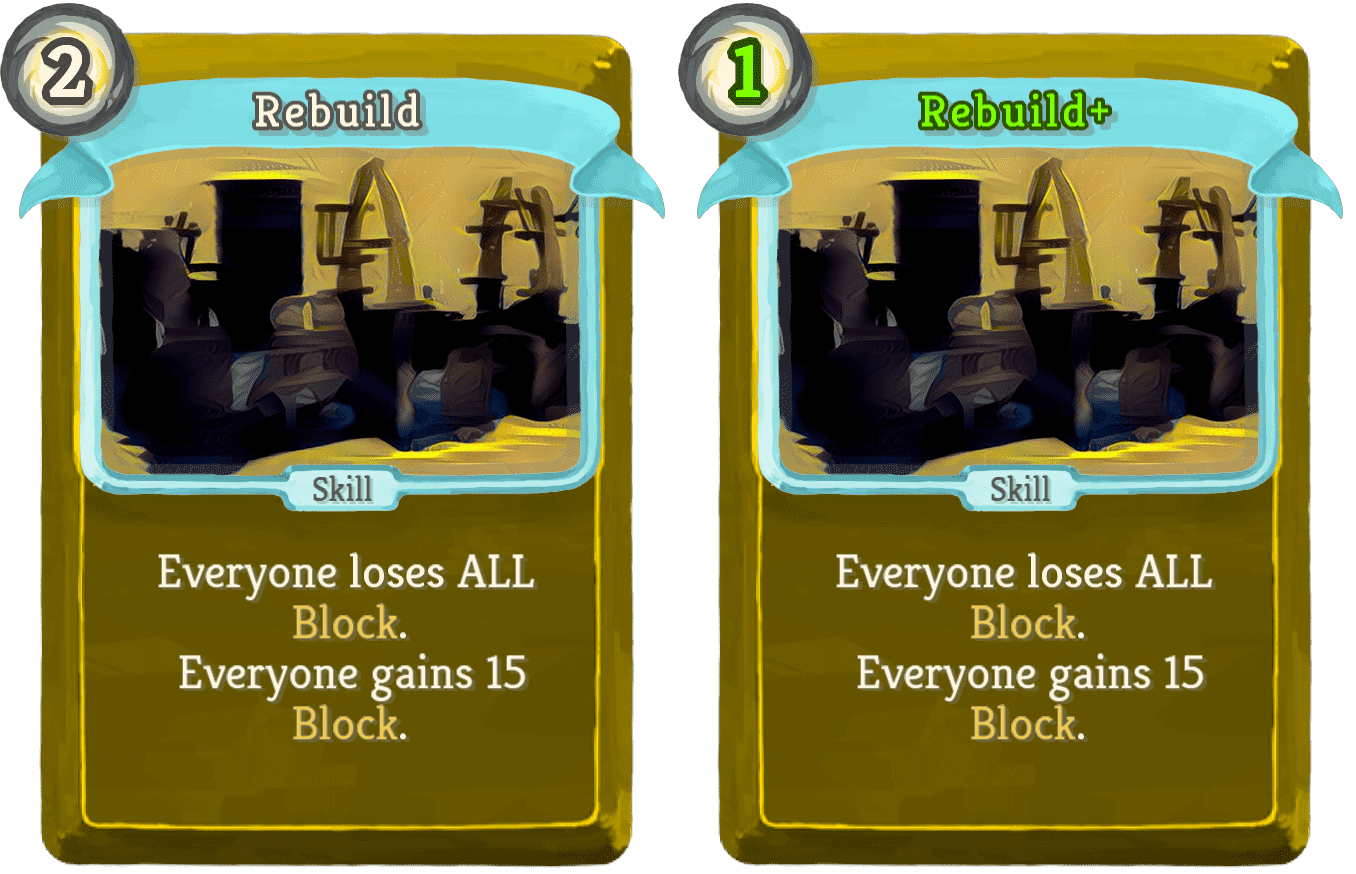 2
Rebuild
Skill
Everyone loses ALL
Block.
Everyone gains 15
Block.
1
Rebuild+
Skill
Everyone loses ALL
Block.
Everyone gains 15
Block.